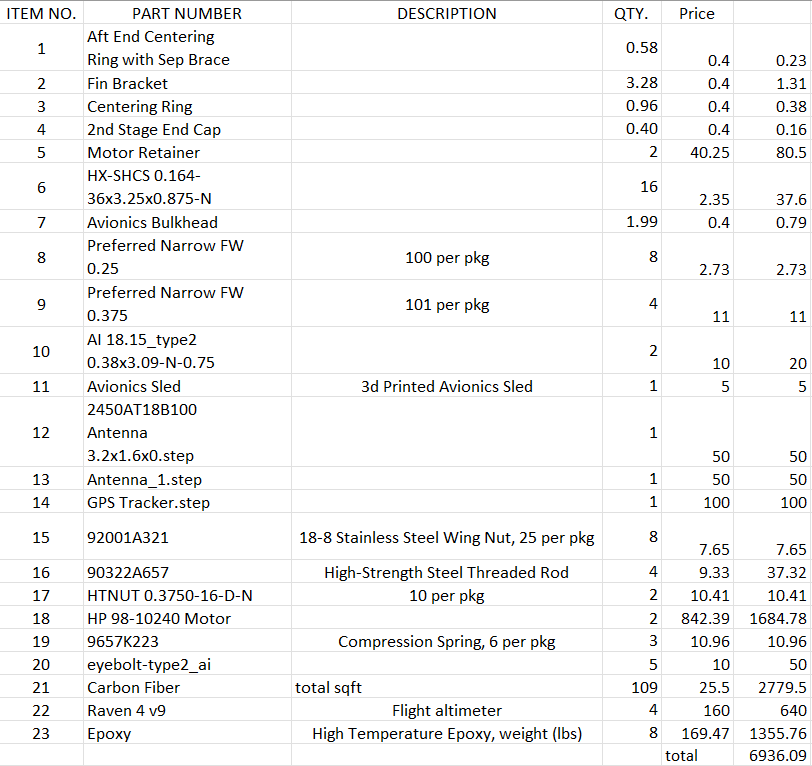 ITEM NO. PART NUMBER DESCRIPTION QTY. Price
1 Aft End Centering
Ring with Sep Brace 0.58 0.4 0.23
2 Fin Bracket 3.28 0.4 1.31
3 Centering Ring 0.96 0.4 0.38
4 2nd Stage End Cap 0.40 0.4 0.16
5 Motor Retainer 2 40.25 80.5
6 HX-SHCS 0.164-
36x3.25x0.875-N 16 2.35 37.6
7 Avionics Bulkhead 1.99 0.4 0.79
8 Preferred Narrow FW
0.25 100 per pkg 8 2.73 2.73
9 Preferred Narrow FW
0.375 101 per pkg 4 11 11
10 AI 18.15_type2
0.38x3.09-N-0.75 2 10 20
11 Avionics Sled 3d Printed Avionics Sled 1 5 5
12 2450AT18B100
Antenna
3.2x1.6x0.step 1 50 50
13 Antenna_1.step 1 50 50
14 GPS Tracker.step 1 100 100
15 92001A321 18-8 Stainless Steel Wing Nut, 25 per pkg 8 7.65 7.65
16 90322A657 High-Strength Steel Threaded Rod 4 9.33 37.32
17 HTNUT 0.3750-16-D-N 10 per pkg 2 10.41 10.41
18 HP 98-10240 Motor 2 842.39 1684.78
19 9657K223 Compression Spring, 6 per pkg 3 10.96 10.96
20 eyebolt-type2_ai 5 10 50
21 Carbon Fiber total sqft 109 25.5 2779.5
22 Raven 4 v9 Flight altimeter 4 160 640
23 Epoxy High Temperature Epoxy, weight (lbs) 8 169.47 1355.76
total 6936.09